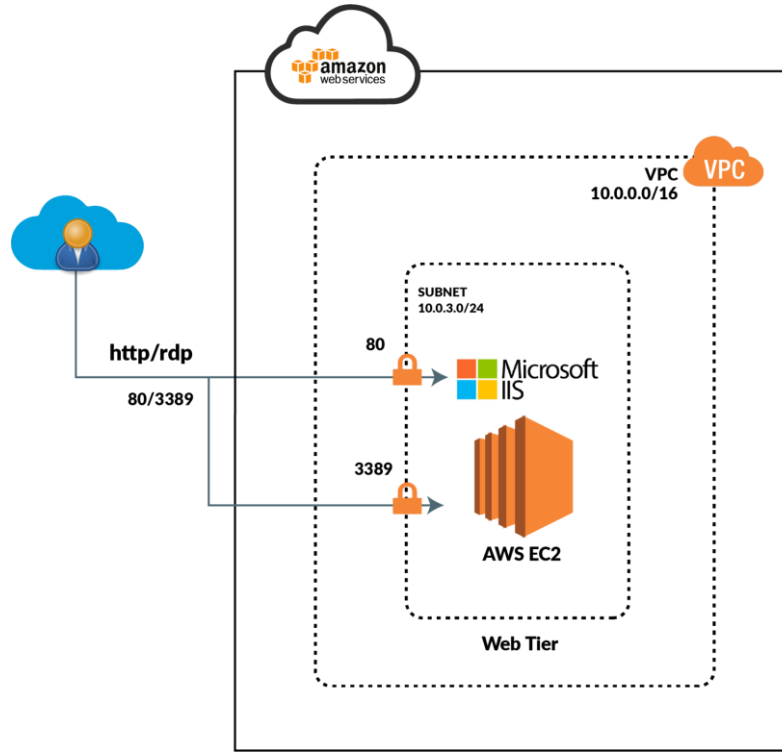 amazon
webservices
VPC
VPC
10.0.0.0/16
SUBNET
10.0.3.0/24
http/rdp
80/3389
80
Microsoft
IIS
3389
AWS EC2
Web Tier